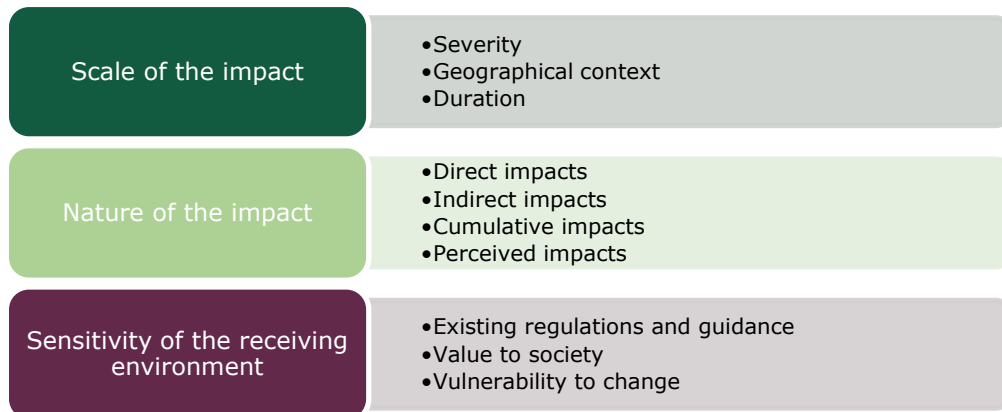 Scale of the impact
•Severity
•Geographical context
•Duration
Nature of the impact
•Direct impacts
•Indirect impacts
•Cumulative impacts
•Perceived impacts
Sensitivity of the receiving
environment
•Existing regulations and guidance
•Value to society
•Vulnerability to change